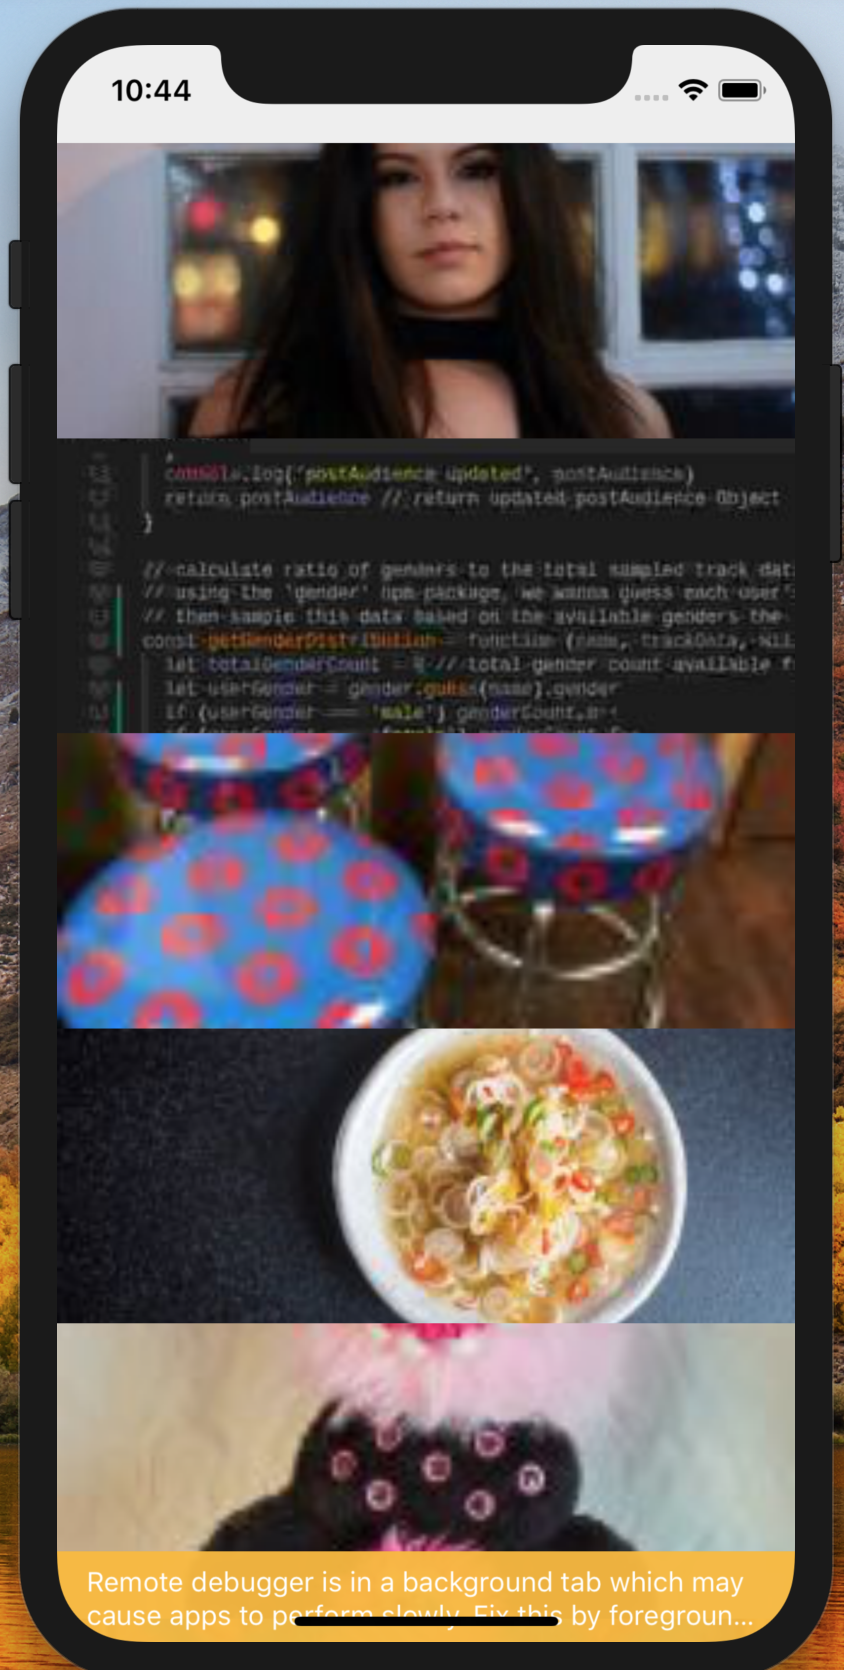 10:44
console.log("postAudience updated", postAudience)
return postAudience // return updated postAudience Object
}
// calculate ratio of genders to the total sampled track dat
// using the 'gender' npm package, we wanna guess each user'
// then sample this data based on the available genders the
const getGenderDistribution = function (name, trackData,
let totalGenderCount = // total gender count available f
let userGender = gender.guess(name).gender
if (userGender === 'male') genderCount.m
Remote debugger is in a background tab which may
cause apps to perform slowly. Fix this by foregroun...